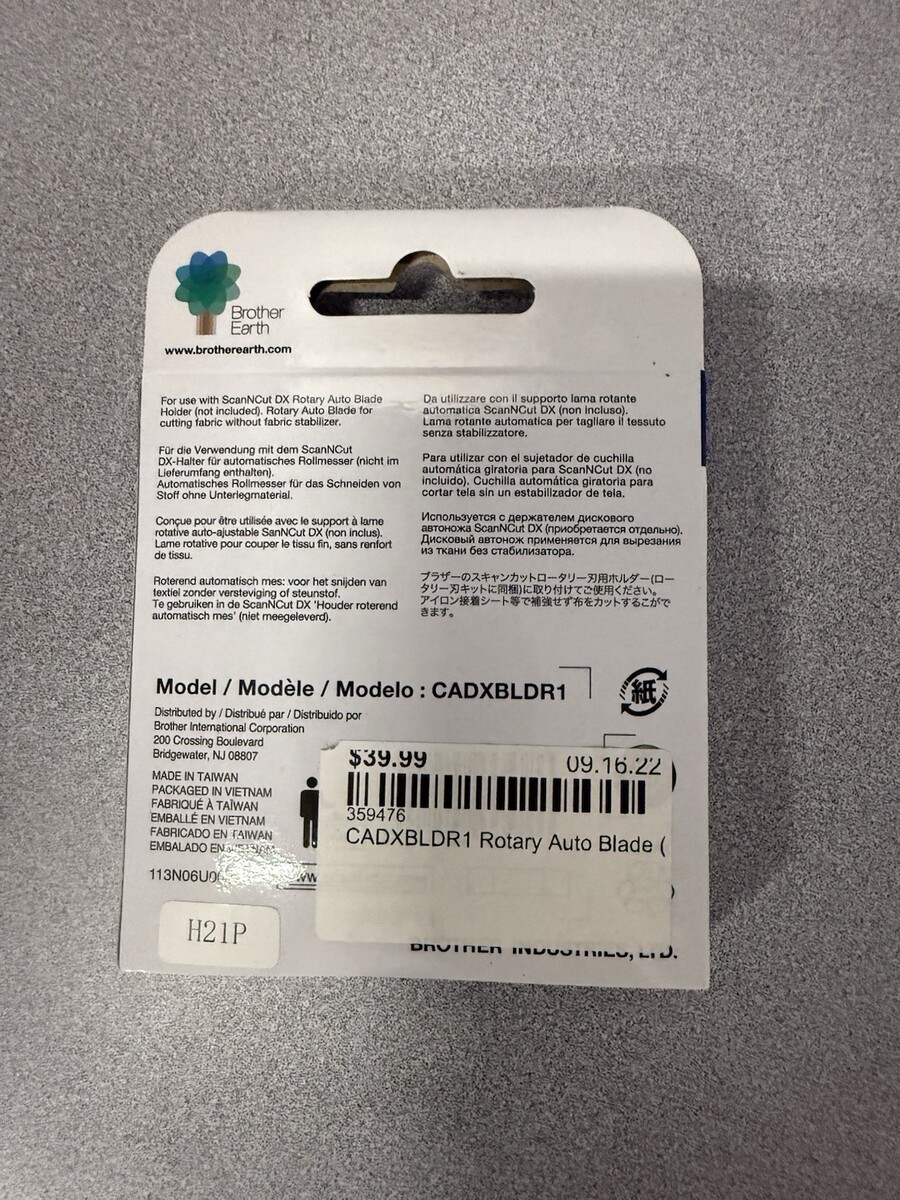 Brother
Earth
www.brotherearth.com
For use with ScanNCut DX Rotary Auto Blade
Holder (not included). Rotary Auto Blade for
cutting fabric without fabric stabilizer.
Für die Verwendung mit dem ScanNCut
DX-Halter für automatisches Rollmesser (nicht im
Lieferumfang enthalten).
Automatisches Rollmesser für das Schneiden von
Stoff ohne Unterlegmaterial.
Conçue pour être utilisée avec le support à lame
rotative auto-ajustable SanNCut DX (non inclus).
Lame rotative pour couper le tissu fin, sans renfort
de tissu.
Roterend automatisch mes: voor het snijden van
textiel zonder versteviging of steunstof.
Te gebruiken in de ScanNCut DX 'Houder roterend
automatisch mes' (niet meegeleverd).
Da utilizzare con il supporto lama rotante
automatica ScanNCut DX (non incluso).
Lama rotante automatica per tagliare il tessuto
senza stabilizzatore.
Para utilizar con el sujetador de cuchilla
automática giratoria para ScanNCut DX (no
incluido). Cuchilla automática giratoria para
cortar tela sin un estabilizador de tela.
Используется с держателем дискового
автоножа ScanNCut DX (приобретается отдельно).
Дисковый автонож применяется для вырезания
из ткани без стабилизатора.
ブラザーのスキャンカットロータリー刃用ホルダー(ロー
タリー刃キットに同梱)に取り付けてご使用ください。
アイロン接着シート等で補強せず布をカットすることがで
きます。
Model / Modèle / Modelo : CADXBLDR1
紙
Distributed by / Distribué par / Distribuido por
Brother International Corporation
200 Crossing Boulevard
Bridgewater, NJ 08807
MADE IN TAIWAN
PACKAGED IN VIETNAM
FABRIQUÉ À TAÏWAN
EMBALLÉ EN VIETNAM
FABRICADO EN TAIWAN
EMBALADO EN VIETNAM
113N06U0
H21P
$39.99 09.16.22
359476
CADXBLDR1 Rotary Auto Blade (
BROTHER INDUSTRIES, LTD.